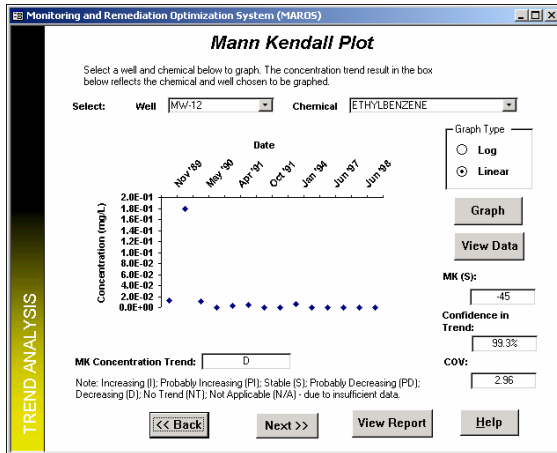 Monitoring and Remediation Optimization System (MAROS)
Mann Kendall Plot
Select a well and chemical below to graph. The concentration trend result in the box
below reflects the chemical and well chosen to be graphed.
Select: Well MW-12 Chemical ETHYLBENZENE
Graph Type
Log
Linear
Graph
View Data
Date
Nov '89 May '90 Apr '91 Oct '91 Jan '94 Jun '97 Jun '98
Concentration (mg/L)
2.0E-01
1.8E-01
1.6E-01
1.4E-01
1.2E-01
1.0E-01
8.0E-02
6.0E-02
4.0E-02
2.0E-02
0.0E+00
MK (S):
-45
Confidence in
Trend:
99.3%
COV:
2.96
MK Concentration Trend: D
Note: Increasing (I); Probably Increasing (PI); Stable (S); Probably Decreasing (PD);
Decreasing (D); No Trend (NT); Not Applicable (N/A) - due to insufficient data.
<< Back Next >> View Report Help
TREND ANALYSIS